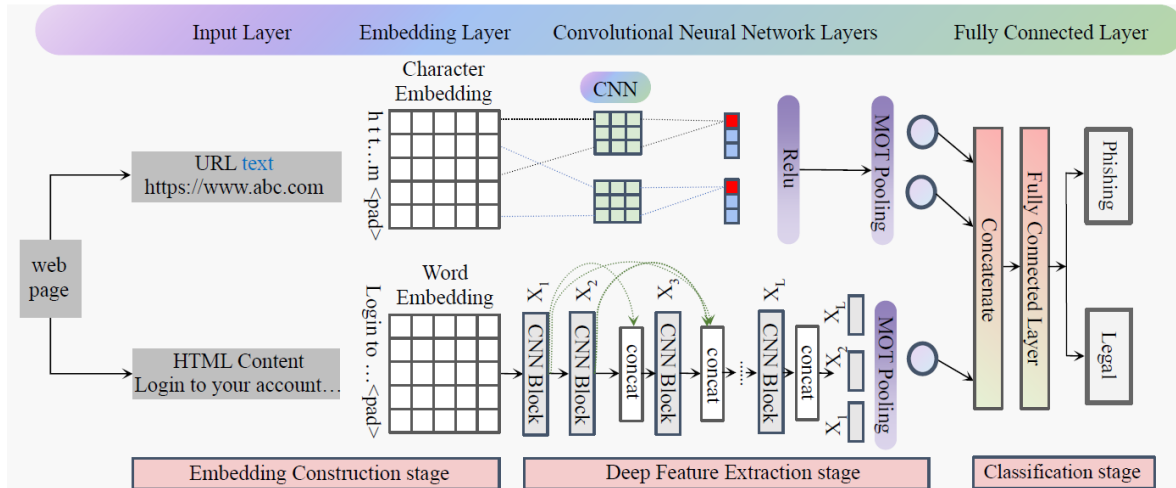 Input Layer
Embedding Layer
Convolutional Neural Network Layers
Fully Connected Layer
Character
Embedding
CNN
h t t…m <pad>
URL text
https://www.abc.com
Relu
MOT Pooling
Concatenate
Fully Connected Layer
Phishing
web
page
Word
Embedding
Login to … <pad>
X1
X2
X3
XL
CNN Block
CNN Block
concat
CNN Block
concat
......
CNN Block
concat
XL
X2
X1
MOT Pooling
Legal
HTML Content
Login to your account…
Embedding Construction stage
Deep Feature Extraction stage
Classification stage